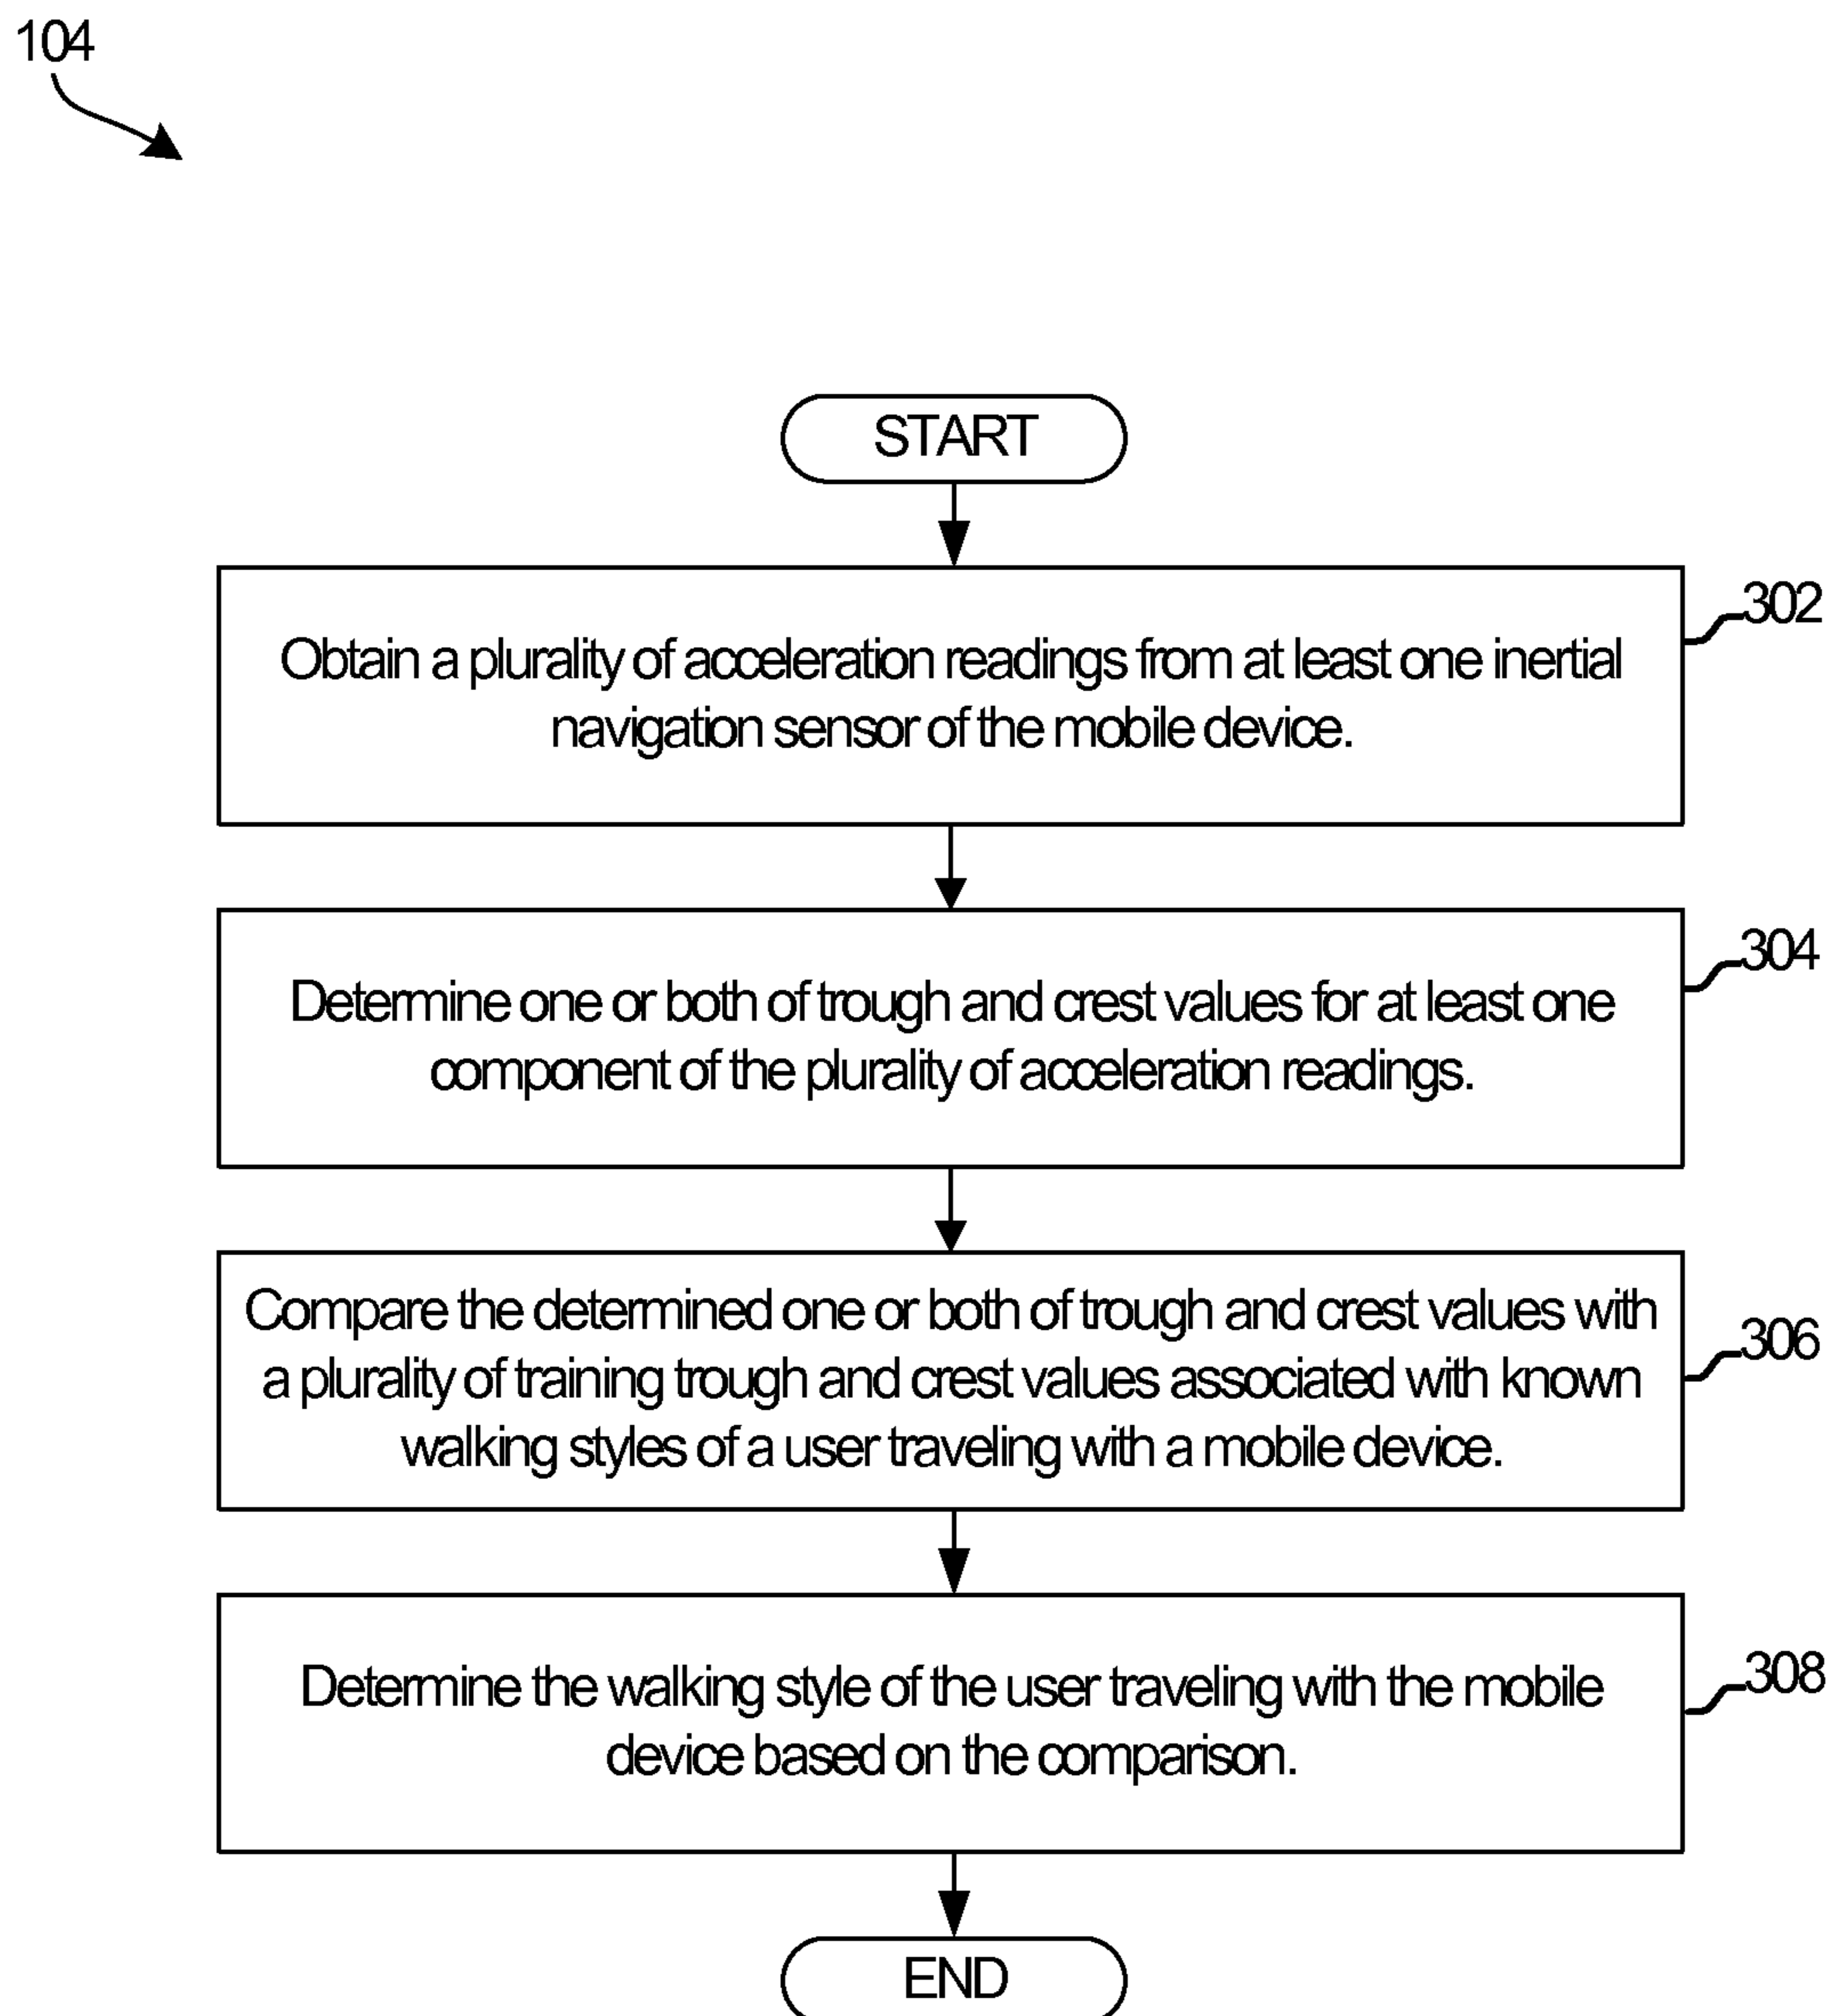 104
START
302
Obtain a plurality of acceleration readings from at least one inertial
navigation sensor of the mobile device.
304
Determine one or both of trough and crest values for at least one
component of the plurality of acceleration readings.
306
Compare the determined one or both of trough and crest values with
a plurality of training trough and crest values associated with known
walking styles of a user traveling with a mobile device.
308
Determine the walking style of the user traveling with the mobile
device based on the comparison.
END